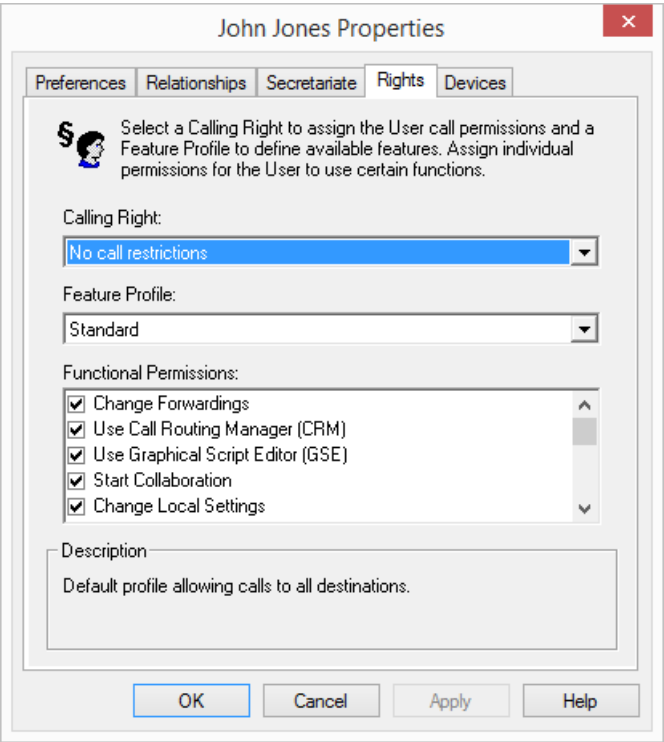 John Jones Properties
Preferences Relationships Secretariate Rights Devices
Select a Calling Right to assign the User call permissions and a
Feature Profile to define available features. Assign individual
permissions for the User to use certain functions.
Calling Right:
No call restrictions
Feature Profile:
Standard
Functional Permissions:
Change Forwardings
Use Call Routing Manager (CRM)
Use Graphical Script Editor (GSE)
Start Collaboration
Change Local Settings
Description
Default profile allowing calls to all destinations.
OK Cancel Apply Help